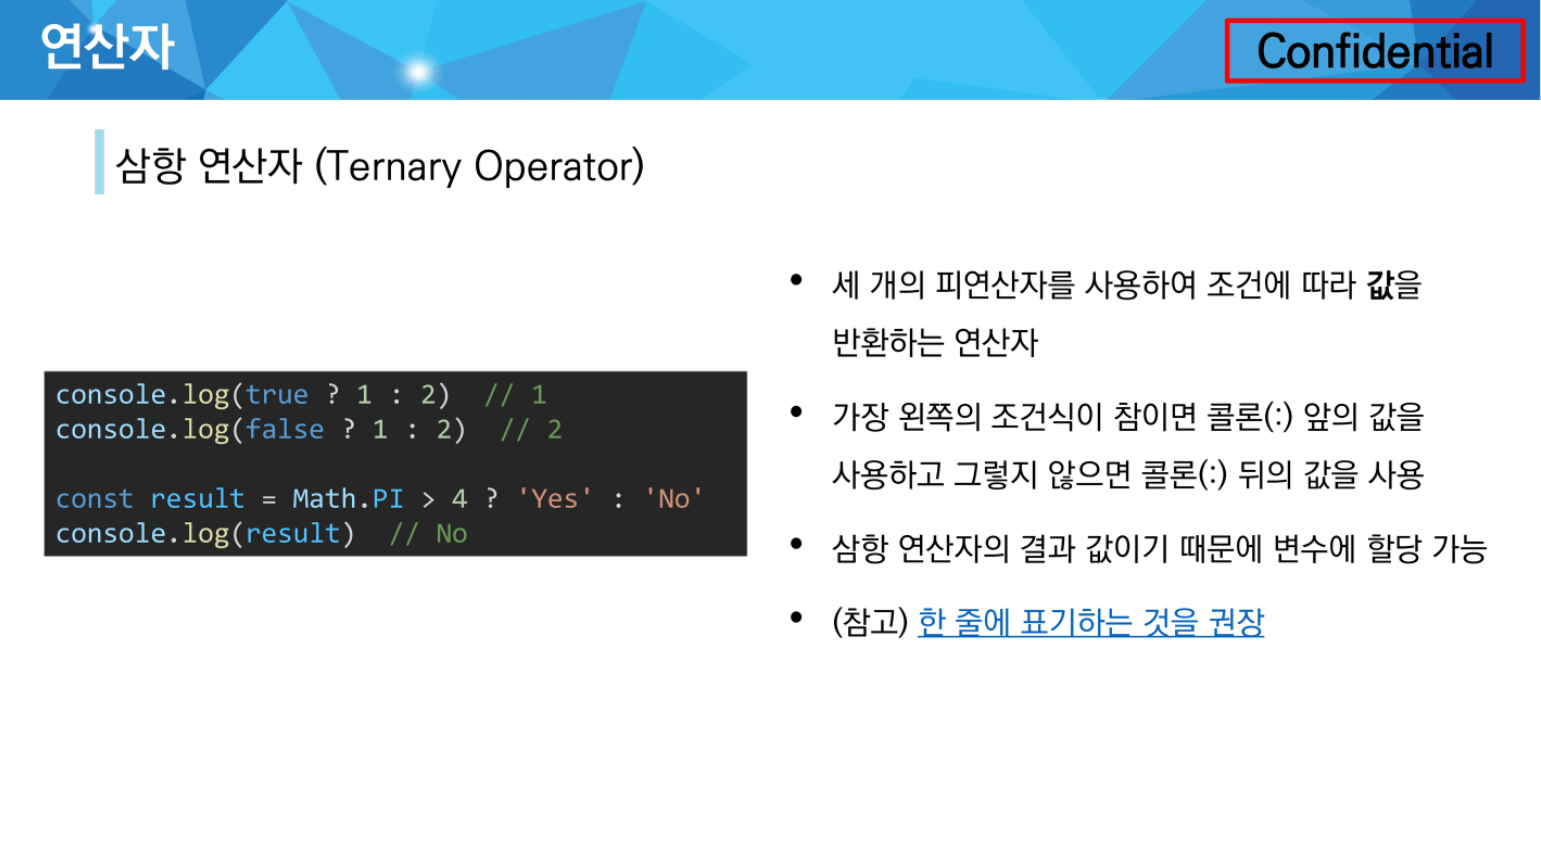 연산자
Confidential
삼항 연산자 (Ternary Operator)
console.log(true ? 1 : 2)  // 1
console.log(false ? 1 : 2)  // 2
const result = Math.PI > 4 ? 'Yes' : 'No'
console.log(result)  // No
• 세 개의 피연산자를 사용하여 조건에 따라 값을
반환하는 연산자
• 가장 왼쪽의 조건식이 참이면 콜론(:) 앞의 값을
사용하고 그렇지 않으면 콜론(:) 뒤의 값을 사용
• 삼항 연산자의 결과 값이기 때문에 변수에 할당 가능
• (참고) 한 줄에 표기하는 것을 권장